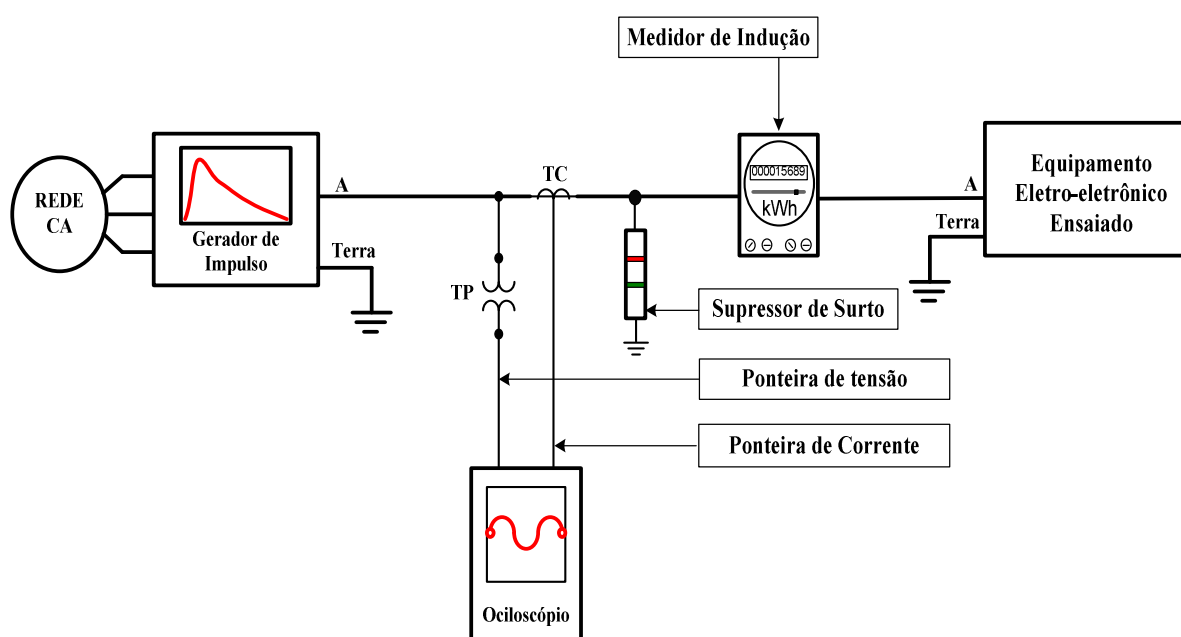 Medidor de Indução
REDE
CA
Gerador de
Impulso
A
Terra
TC
TP
000015689
kWh
A
Terra
Equipamento
Eletro-eletrônico
Ensaiado
Supressor de Surto
Ponteira de tensão
Ponteira de Corrente
Ociloscópio